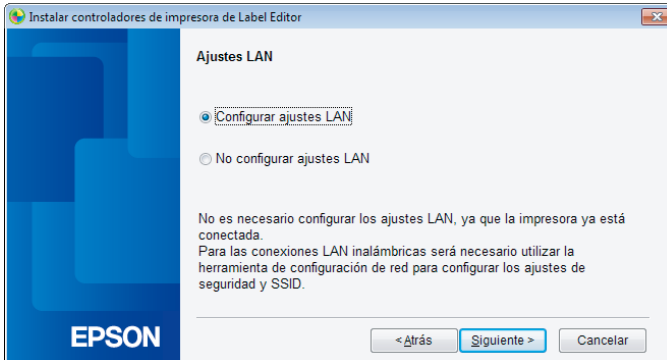 Instalar controladores de impresora de Label Editor
Ajustes LAN
Configurar ajustes LAN
No configurar ajustes LAN
No es necesario configurar los ajustes LAN, ya que la impresora ya está
conectada.
Para las conexiones LAN inalámbricas será necesario utilizar la
herramienta de configuración de red para configurar los ajustes de
seguridad y SSID.
EPSON
< Atrás
Siguiente >
Cancelar